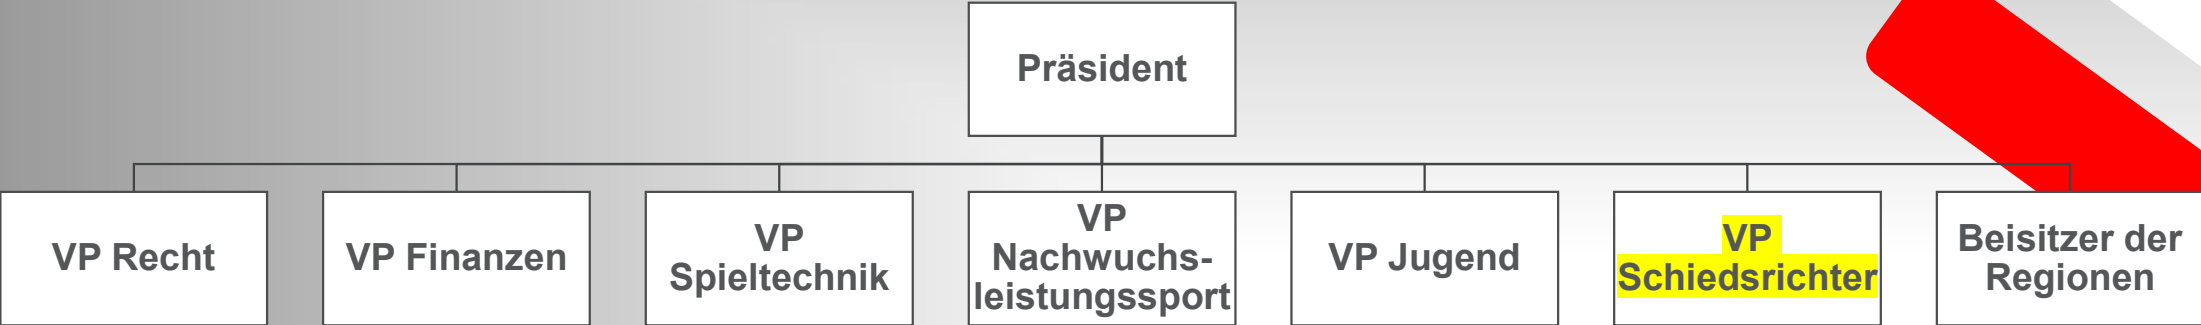 Präsident
VP Recht
VP Finanzen
VP
Spieltechnik
VP
Nachwuchs-
leistungssport
VP Jugend
VP
Schiedsrichter
Beisitzer der
Regionen